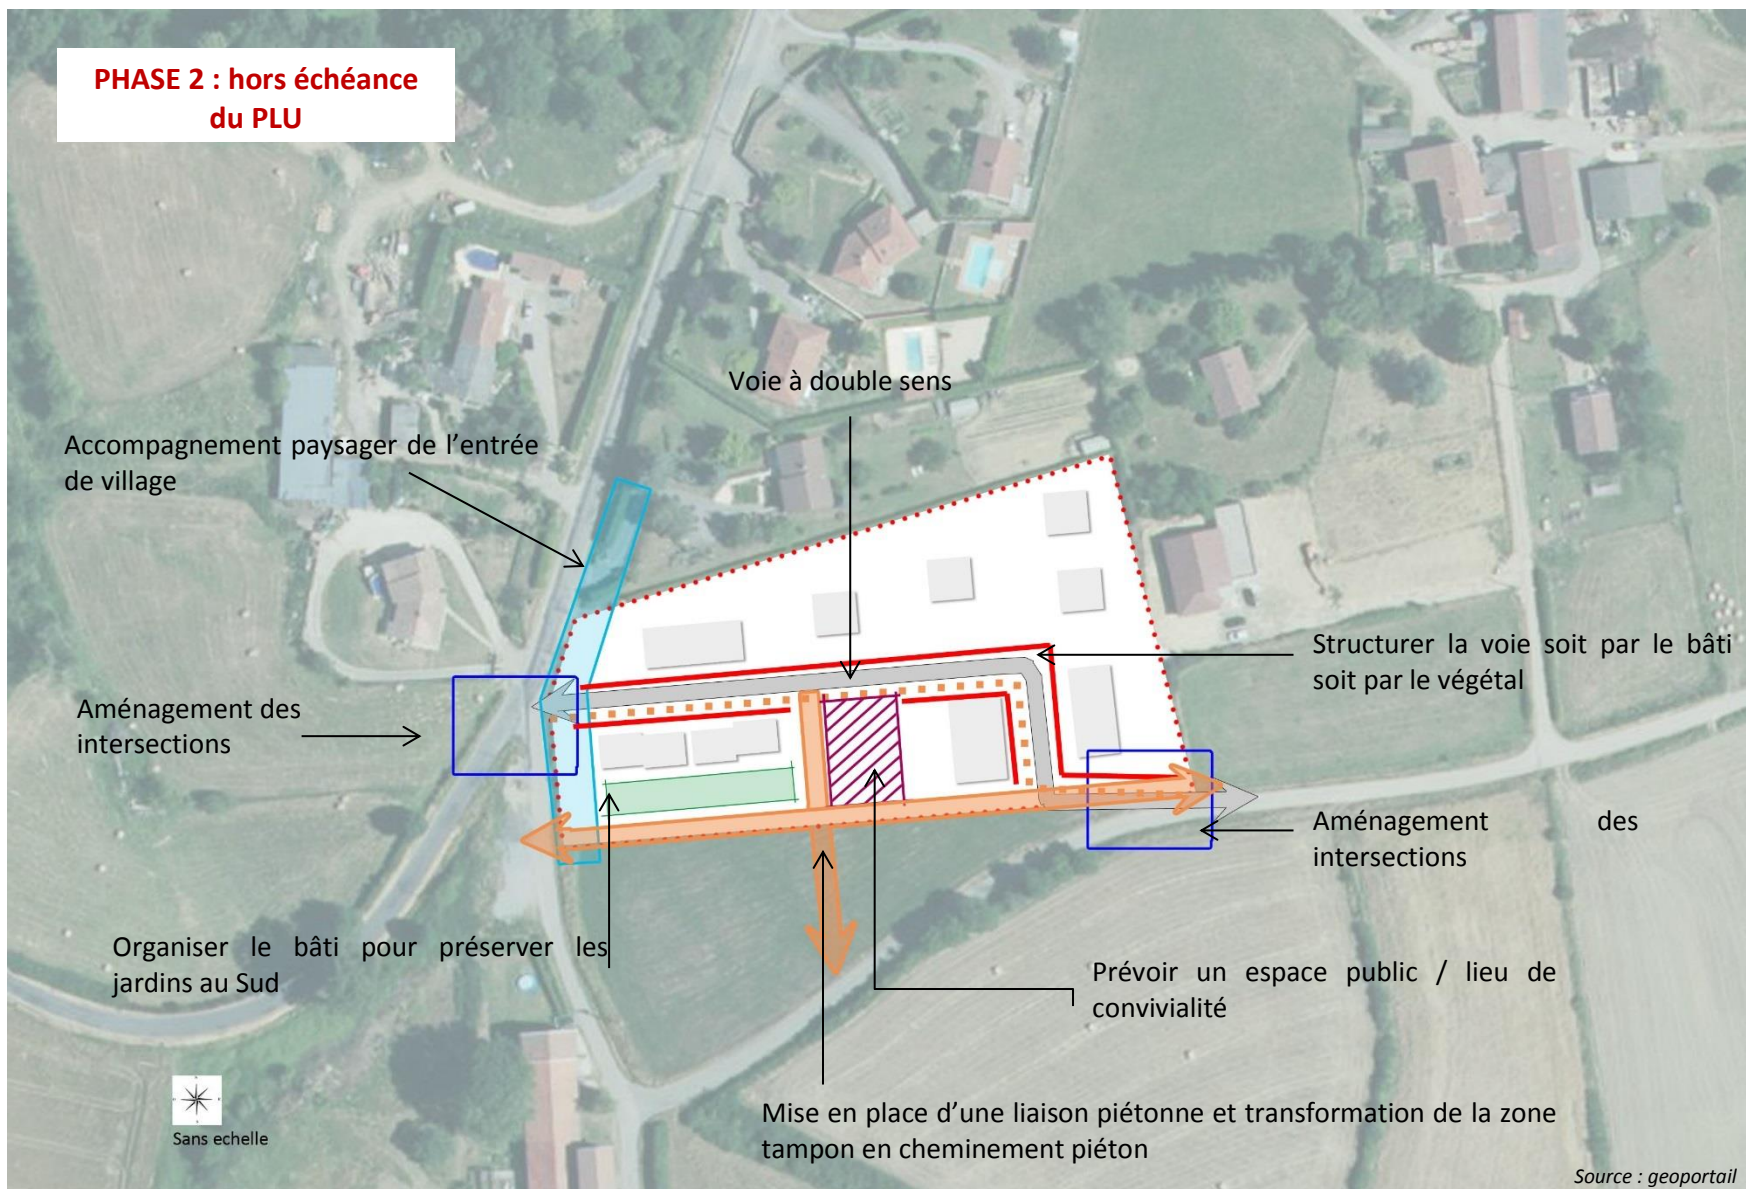 PHASE 2 : hors échéance
du PLU
Voie à double sens
Accompagnement paysager de l’entrée
de village
Structurer la voie soit par le bâti
soit par le végétal
Aménagement des
intersections
Aménagement des
intersections
Organiser le bâti pour préserver les
jardins au Sud
Prévoir un espace public / lieu de
convivialité
Mise en place d’une liaison piétonne et transformation de la zone
tampon en cheminement piéton
Sans echelle
Source : geoportail